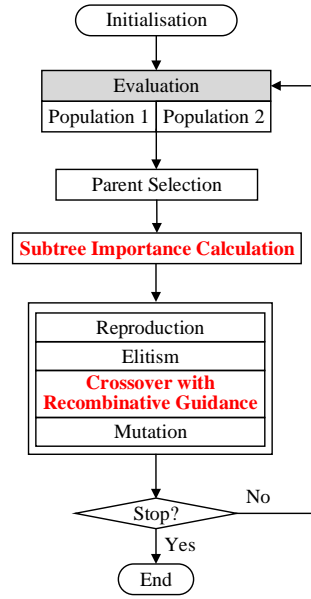 Initialisation
Evaluation
Population 1 Population 2
Parent Selection
Subtree Importance Calculation
Reproduction
Elitism
Crossover with
Recombinative Guidance
Mutation
Stop?
No
Yes
End